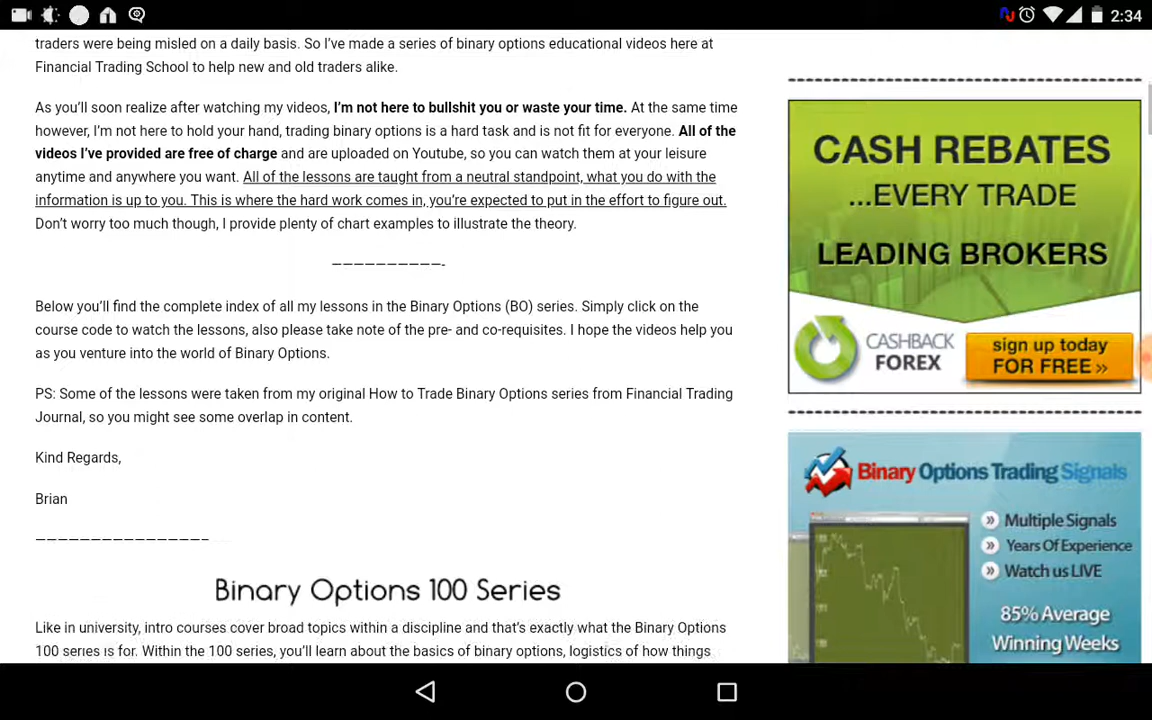 2:34
traders were being misled on a daily basis. So I've made a series of binary options educational videos here at
Financial Trading School to help new and old traders alike.
As you'll soon realize after watching my videos, I'm not here to bullshit you or waste your time. At the same time
however, I'm not here to hold your hand, trading binary options is a hard task and is not fit for everyone. All of the
videos I've provided are free of charge and are uploaded on Youtube, so you can watch them at your leisure
anytime and anywhere you want. All of the lessons are taught from a neutral standpoint, what you do with the
information is up to you. This is where the hard work comes in, you're expected to put in the effort to figure out.
Don't worry too much though, I provide plenty of chart examples to illustrate the theory.
——————————-
Below you'll find the complete index of all my lessons in the Binary Options (BO) series. Simply click on the
course code to watch the lessons, also please take note of the pre- and co-requisites. I hope the videos help you
as you venture into the world of Binary Options.
PS: Some of the lessons were taken from my original How to Trade Binary Options series from Financial Trading
Journal, so you might see some overlap in content.
Kind Regards,
Brian
———————————————–
Binary Options 100 Series
Like in university, intro courses cover broad topics within a discipline and that's exactly what the Binary Options
100 series is for. Within the 100 series, you'll learn about the basics of binary options, logistics of how things
CASH REBATES
...EVERY TRADE
LEADING BROKERS
CASHBACK
FOREX
sign up today
FOR FREE »
Binary Options Trading Signals
» Multiple Signals
» Years Of Experience
» Watch us LIVE
85% Average
Winning Weeks